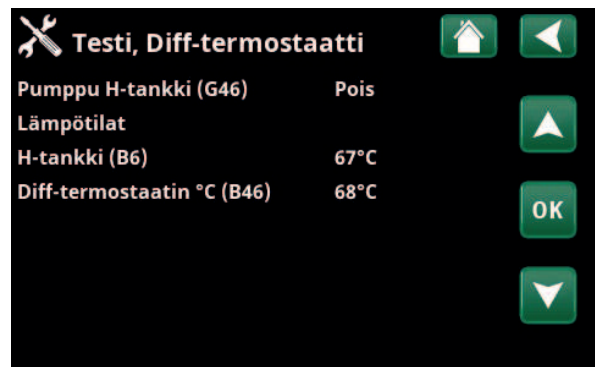 Testi, Diff-termostaatti
Pumppu H-tankki (G46) Pois
Lämpötilat
H-tankki (B6) 67°C
Diff-termostaatin °C (B46) 68°C
OK